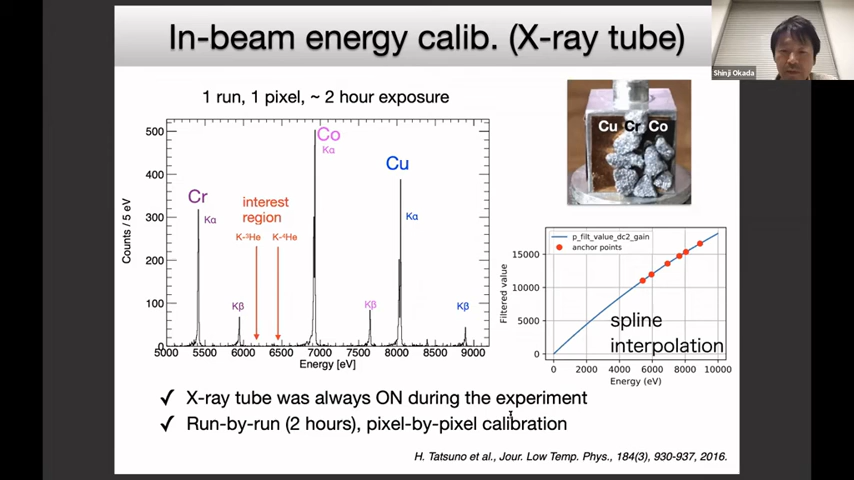 In-beam energy calib. (X-ray tube)
Shinji Okada
1 run, 1 pixel, ~ 2 hour exposure
Cu Cr Co
Counts / 5 eV
500
400
300
200
100
0
Cr
Kα
Kβ
interest
region
K-³He
K-⁴He
Co
Kα
Kβ
Cu
Kα
Kβ
5000 5500 6000 6500 7000 7500 8000 8500 9000
Energy [eV]
Filtered value
15000
10000
5000
0
p_filt_value_dc2_gain
anchor points
spline
interpolation
0 2000 4000 6000 8000 10000
Energy (eV)
✓ X-ray tube was always ON during the experiment
✓ Run-by-run (2 hours), pixel-by-pixel calibration
H. Tatsuno et al., Jour. Low Temp. Phys., 184(3), 930-937, 2016.